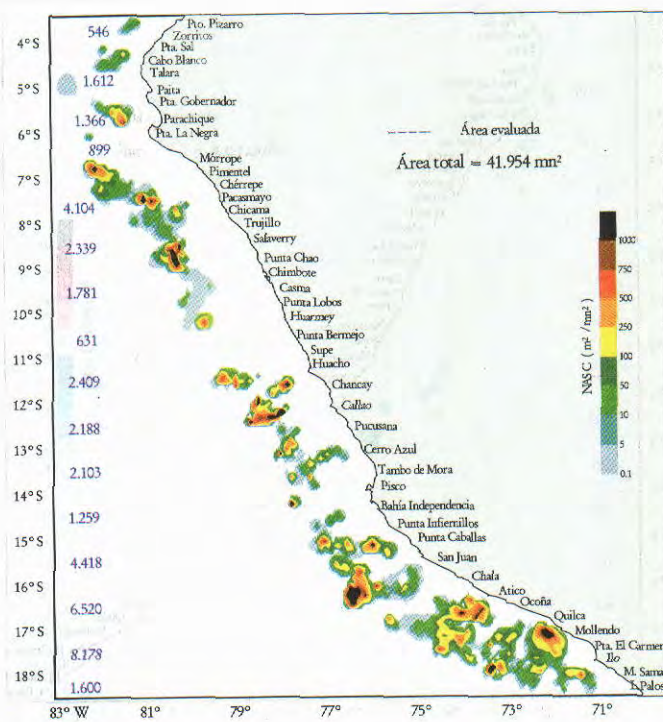 Pto. Pizarro
Zorritos
Pta. Sal
Cabo Blanco
Talara
Paita
Pta. Gobernador
Parachique
Pta. La Negra
Mórrope
Pimentel
Chérrepe
Pacasmayo
Chicama
Trujillo
Salaverry
Punta Chao
Chimbote
Casma
Punta Lobos
Huarmey
Punta Bermejo
Supe
Huacho
Chancay
Callao
Pucusana
Cerro Azul
Tambo de Mora
Pisco
Bahía Independencia
Punta Infiernillos
Punta Caballas
San Juan
Chala
Atico
Ocoña
Quilca
Mollendo
Pta. El Carmen
Ilo
M. Sama
L. Palos
4°S
5°S
6°S
7°S
8°S
9°S
10°S
11°S
12°S
13°S
14°S
15°S
16°S
17°S
18°S
546
1.612
1.366
899
4.104
2.339
1.781
631
2.409
2.188
2.103
1.259
4.418
6.520
8.178
1.600
Área evaluada
Área total = 41.954 mn²
NASC (m²/mn²)
1000
750
500
250
100
50
10
5
0.1
83° W
81°
79°
77°
75°
73°
71°